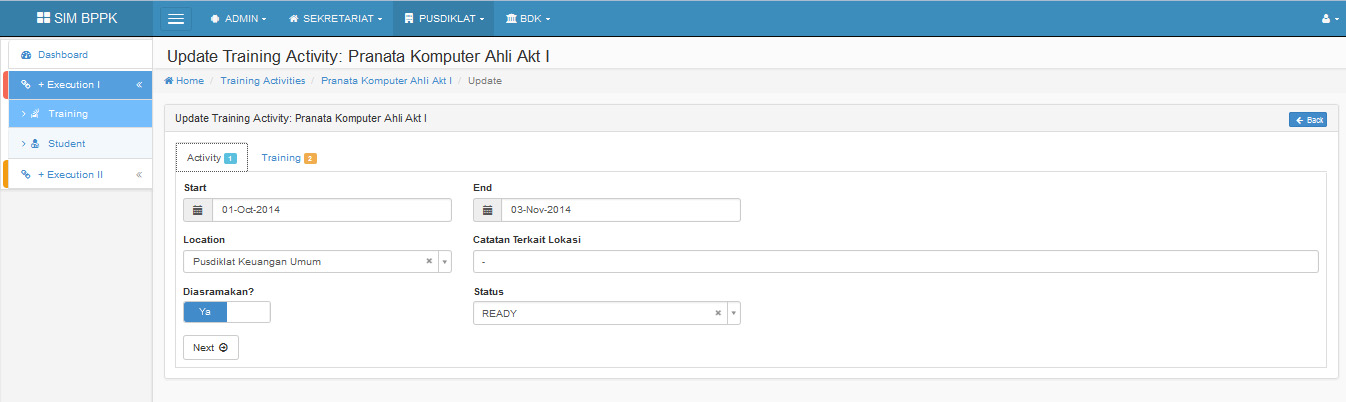 SIM BPPK ADMIN SEKRETARIAT PUSDIKLAT BDK
Dashboard
+ Execution I «
> Training
> Student
+ Execution II «
Update Training Activity: Pranata Komputer Ahli Akt I
Home / Training Activities / Pranata Komputer Ahli Akt I / Update
Update Training Activity: Pranata Komputer Ahli Akt I Back
Activity 1 Training 2
Start End
01-Oct-2014 03-Nov-2014
Location Catatan Terkait Lokasi
Pusdiklat Keuangan Umum × -
Diasramakan? Status
Ya READY ×
Next